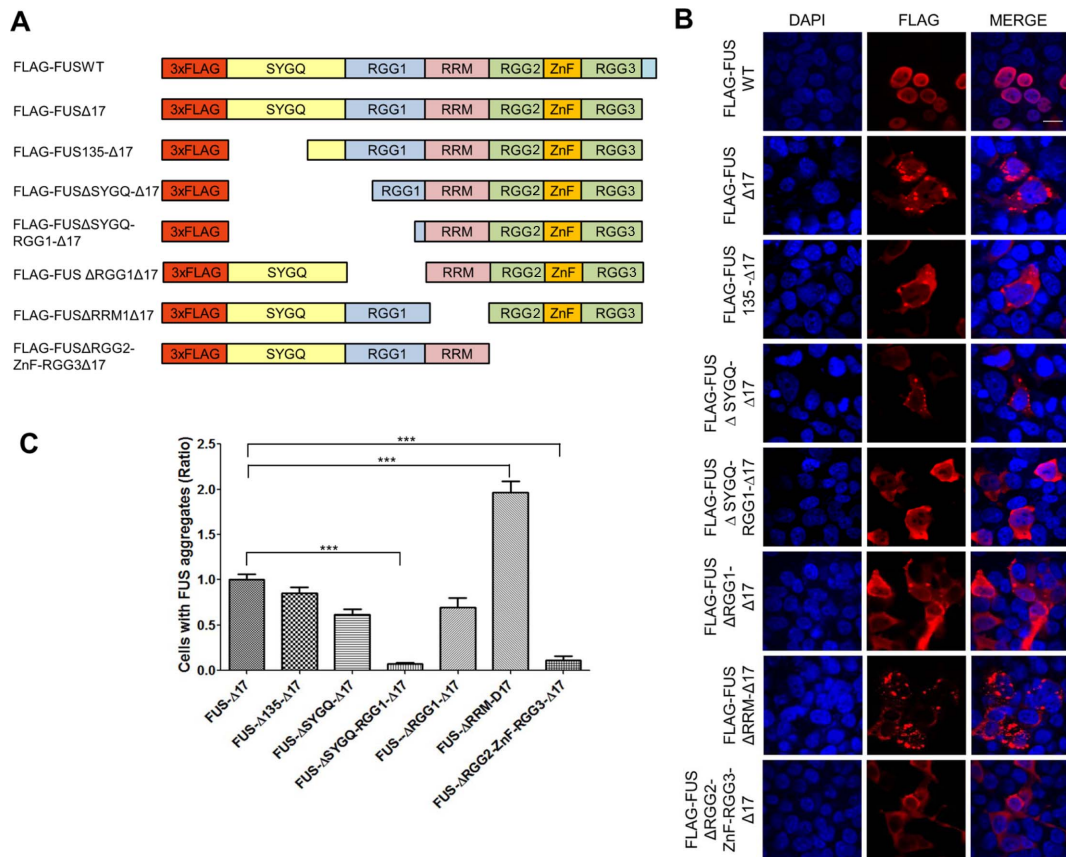 A
FLAG-FUSWT
3xFLAG SYGQ RGG1 RRM RGG2 ZnF RGG3
FLAG-FUSΔ17
3xFLAG SYGQ RGG1 RRM RGG2 ZnF RGG3
FLAG-FUS135-Δ17
3xFLAG RGG1 RRM RGG2 ZnF RGG3
FLAG-FUSΔSYGQ-Δ17
3xFLAG RGG1 RRM RGG2 ZnF RGG3
FLAG-FUSΔSYGQ-
RGG1-Δ17
3xFLAG RRM RGG2 ZnF RGG3
FLAG-FUS ΔRGG1Δ17
3xFLAG SYGQ RRM RGG2 ZnF RGG3
FLAG-FUSΔRRM1Δ17
3xFLAG SYGQ RGG1 RGG2 ZnF RGG3
FLAG-FUSΔRGG2-
ZnF-RGG3Δ17
3xFLAG SYGQ RGG1 RRM
B
DAPI FLAG MERGE
FLAG-FUS
WT
FLAG-FUS
Δ17
FLAG-FUS
135 -Δ17
FLAG-FUS
Δ SYGQ-
Δ17
FLAG-FUS
Δ SYGQ-
RGG1-Δ17
FLAG-FUS
ΔRGG1-
Δ17
FLAG-FUS
ΔRRM-Δ17
FLAG-FUS
ΔRGG2-
ZnF-RGG3-
Δ17
C
Cells with FUS aggregates (Ratio)
2.5
2.0
1.5
1.0
0.5
0.0
***
***
***
FUS-Δ17
FUS-Δ135-Δ17
FUS-ΔSYGQ-Δ17
FUS-ΔSYGQ-RGG1-Δ17
FUS--ΔRGG1-Δ17
FUS-ΔRRM-D17
FUS-ΔRGG2-ZnF-RGG3-Δ17